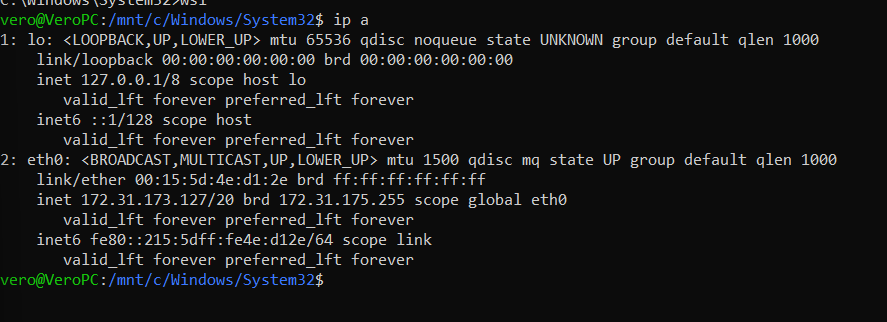 C:\Windows\System32>wsl
vero@VeroPC:/mnt/c/Windows/System32$ ip a
1: lo: <LOOPBACK,UP,LOWER_UP> mtu 65536 qdisc noqueue state UNKNOWN group default qlen 1000
    link/loopback 00:00:00:00:00:00 brd 00:00:00:00:00:00
    inet 127.0.0.1/8 scope host lo
       valid_lft forever preferred_lft forever
    inet6 ::1/128 scope host
       valid_lft forever preferred_lft forever
2: eth0: <BROADCAST,MULTICAST,UP,LOWER_UP> mtu 1500 qdisc mq state UP group default qlen 1000
    link/ether 00:15:5d:4e:d1:2e brd ff:ff:ff:ff:ff:ff
    inet 172.31.173.127/20 brd 172.31.175.255 scope global eth0
       valid_lft forever preferred_lft forever
    inet6 fe80::215:5dff:fe4e:d12e/64 scope link
       valid_lft forever preferred_lft forever
vero@VeroPC:/mnt/c/Windows/System32$